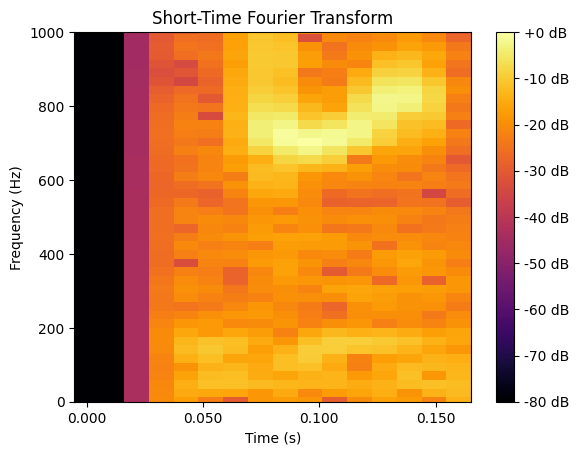 Short-Time Fourier Transform
1000
800
600
400
200
0
Frequency (Hz)
0.000
0.050
0.100
0.150
Time (s)
+0 dB
-10 dB
-20 dB
-30 dB
-40 dB
-50 dB
-60 dB
-70 dB
-80 dB